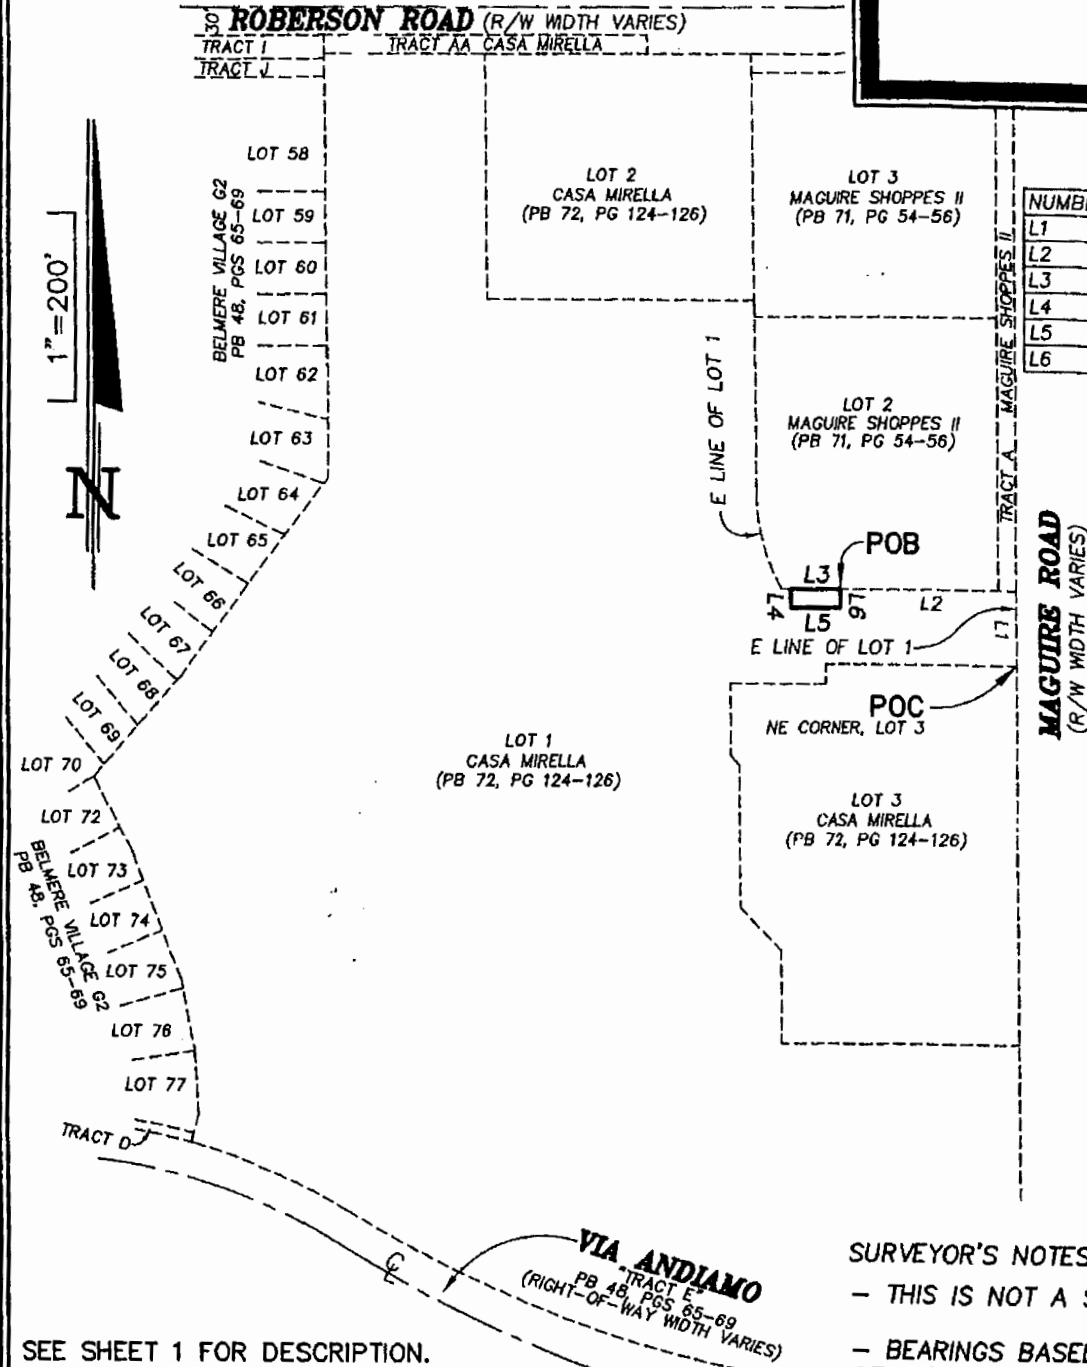 30' ROBERSON ROAD (R/W WIDTH VARIES)
TRACT I
TRACT AA CASA MIRELLA
TRACT J
LOT 58
LOT 59
LOT 60
LOT 61
LOT 62
LOT 63
LOT 64
LOT 65
LOT 66
LOT 67
LOT 68
LOT 69
LOT 70
LOT 72
LOT 73
LOT 74
LOT 75
LOT 76
LOT 77
TRACT D
BELMERE VILLAGE G2
PB 48, PGS 65-69
BELMERE VILLAGE G2
PB 48, PGS 65-69
1"=200'
N
LOT 2
CASA MIRELLA
(PB 72, PG 124-126)
LOT 3
MAGUIRE SHOPPES II
(PB 71, PG 54-56)
LOT 2
MAGUIRE SHOPPES II
(PB 71, PG 54-56)
TRACT A MAGUIRE SHOPPES II
L1
L2
L3
L4
L5
L6
E LINE OF LOT 1
POB
L3
L4
L5
L6
L2
L1
E LINE OF LOT 1
MAGUIRE ROAD
(R/W WIDTH VARIES)
POC
NE CORNER, LOT 3
LOT 1
CASA MIRELLA
(PB 72, PG 124-126)
LOT 3
CASA MIRELLA
(PB 72, PG 124-126)
CL
VIA ANDIAMO
"TRACT E"
PB 48, PGS 65-69
(RIGHT-OF-WAY WIDTH VARIES)
SURVEYOR'S NOTES
- THIS IS NOT A
- BEARINGS BASE
SEE SHEET 1 FOR DESCRIPTION.